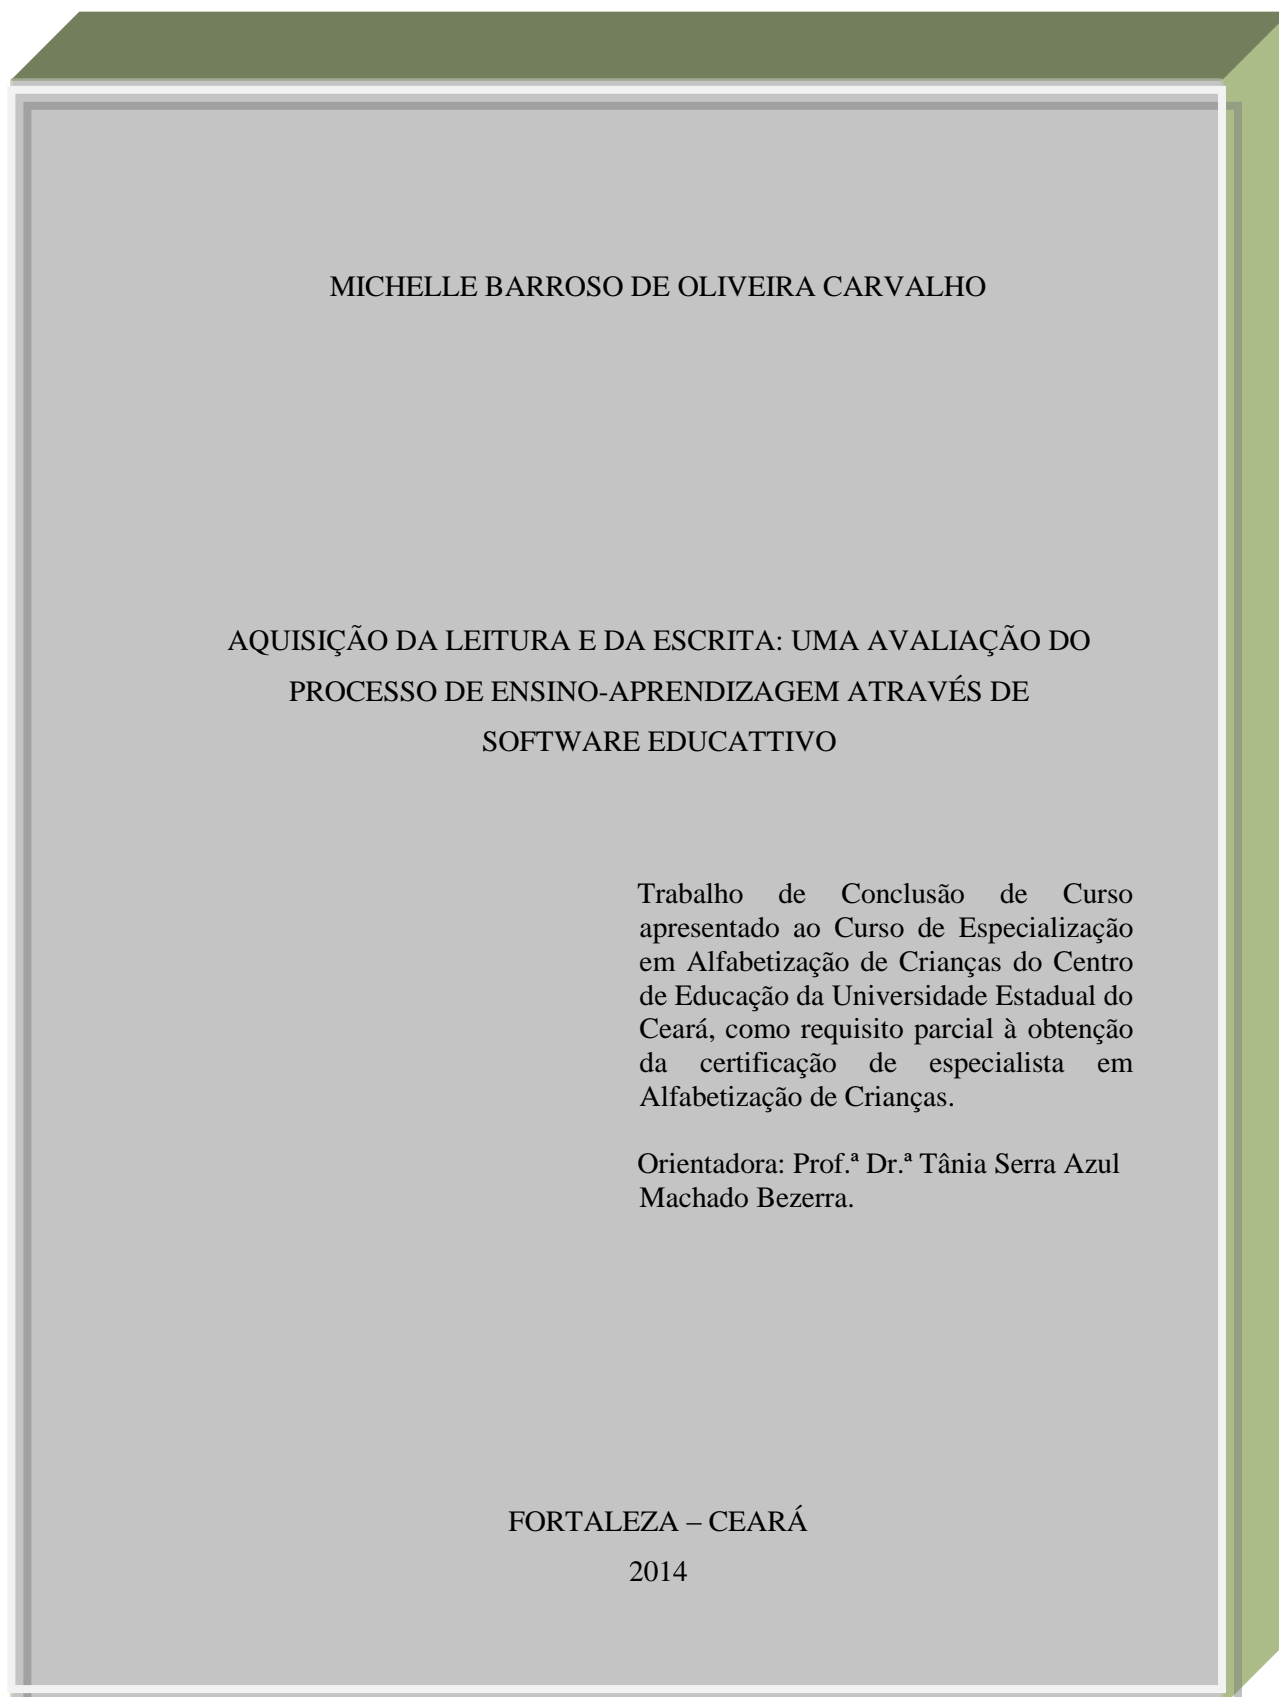 MICHELLE BARROSO DE OLIVEIRA CARVALHO
AQUISIÇÃO DA LEITURA E DA ESCRITA: UMA AVALIAÇÃO DO
PROCESSO DE ENSINO-APRENDIZAGEM ATRAVÉS DE
SOFTWARE EDUCATTIVO
Trabalho de Conclusão de Curso
apresentado ao Curso de Especialização
em Alfabetização de Crianças do Centro
de Educação da Universidade Estadual do
Ceará, como requisito parcial à obtenção
da certificação de especialista em
Alfabetização de Crianças.
Orientadora: Prof.ª Dr.ª Tânia Serra Azul
Machado Bezerra.
FORTALEZA – CEARÁ
2014